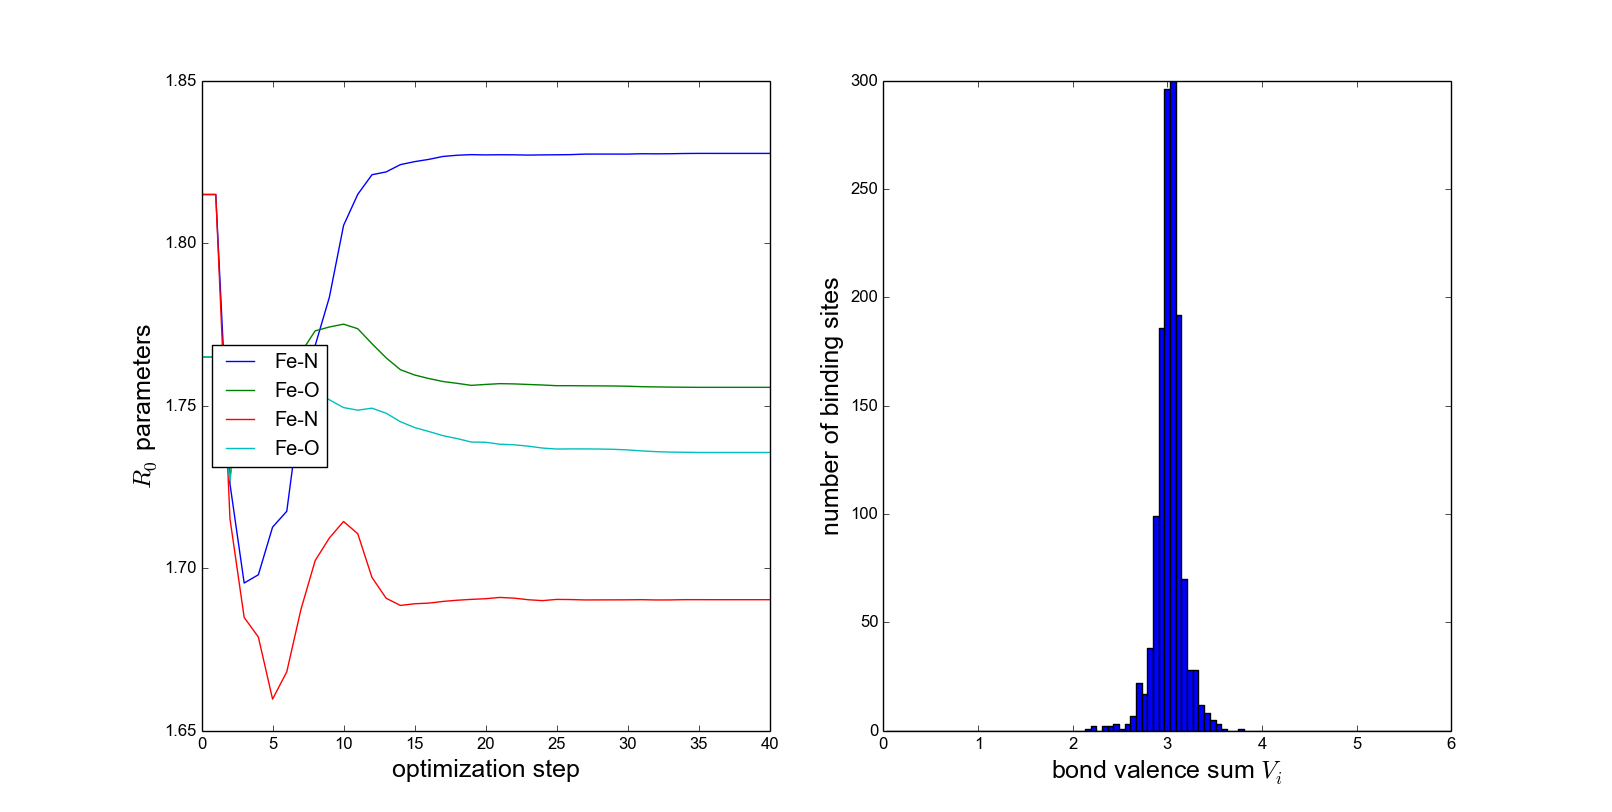 1.85
1.80
1.75
1.70
1.65
0 5 10 15 20 25 30 35 40
optimization step
R₀ parameters
Fe-N
Fe-O
Fe-N
Fe-O
300
250
200
150
100
50
0
0 1 2 3 4 5 6
bond valence sum Vᵢ
number of binding sites